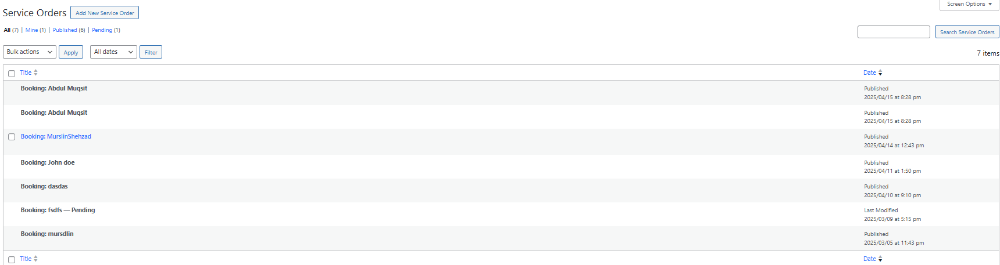 Screen Options
Service Orders Add New Service Order
All (7) | Mine (1) | Published (6) | Pending (1)
Search Service Orders
Bulk actions Apply All dates Filter
7 items
Title Date
Booking: Abdul Muqsit Published
2025/04/15 at 8:28 pm
Booking: Abdul Muqsit Published
2025/04/15 at 8:28 pm
Booking: MurslinShehzad Published
2025/04/14 at 12:43 pm
Booking: John doe Published
2025/04/11 at 1:50 pm
Booking: dasdas Published
2025/04/10 at 9:10 pm
Booking: fsdfs — Pending Last Modified
2025/03/09 at 5:15 pm
Booking: mursdlin Published
2025/03/05 at 11:43 pm
Title Date